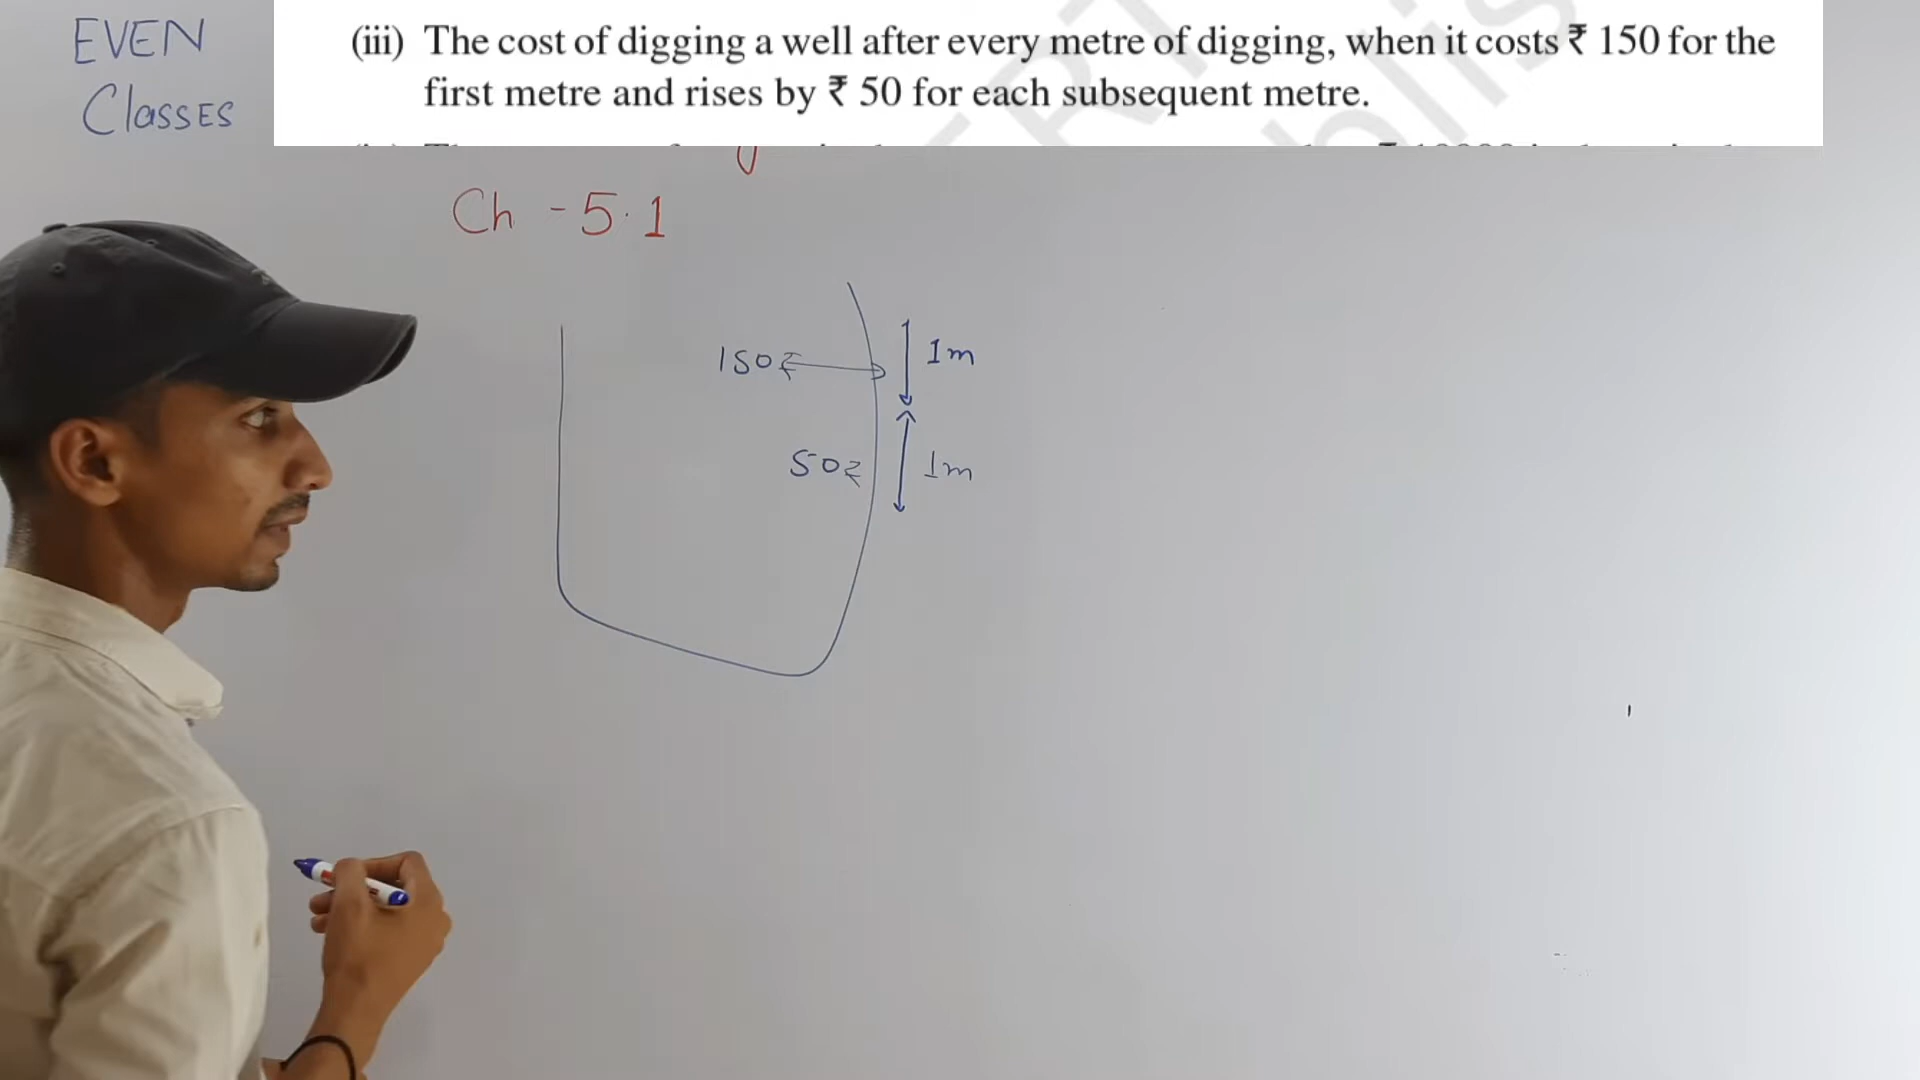 EVEN
Classes
(iii) The cost of digging a well after every metre of digging, when it costs ₹ 150 for the
first metre and rises by ₹ 50 for each subsequent metre.
Ch - 5.1
150₹
1m
50₹
1m